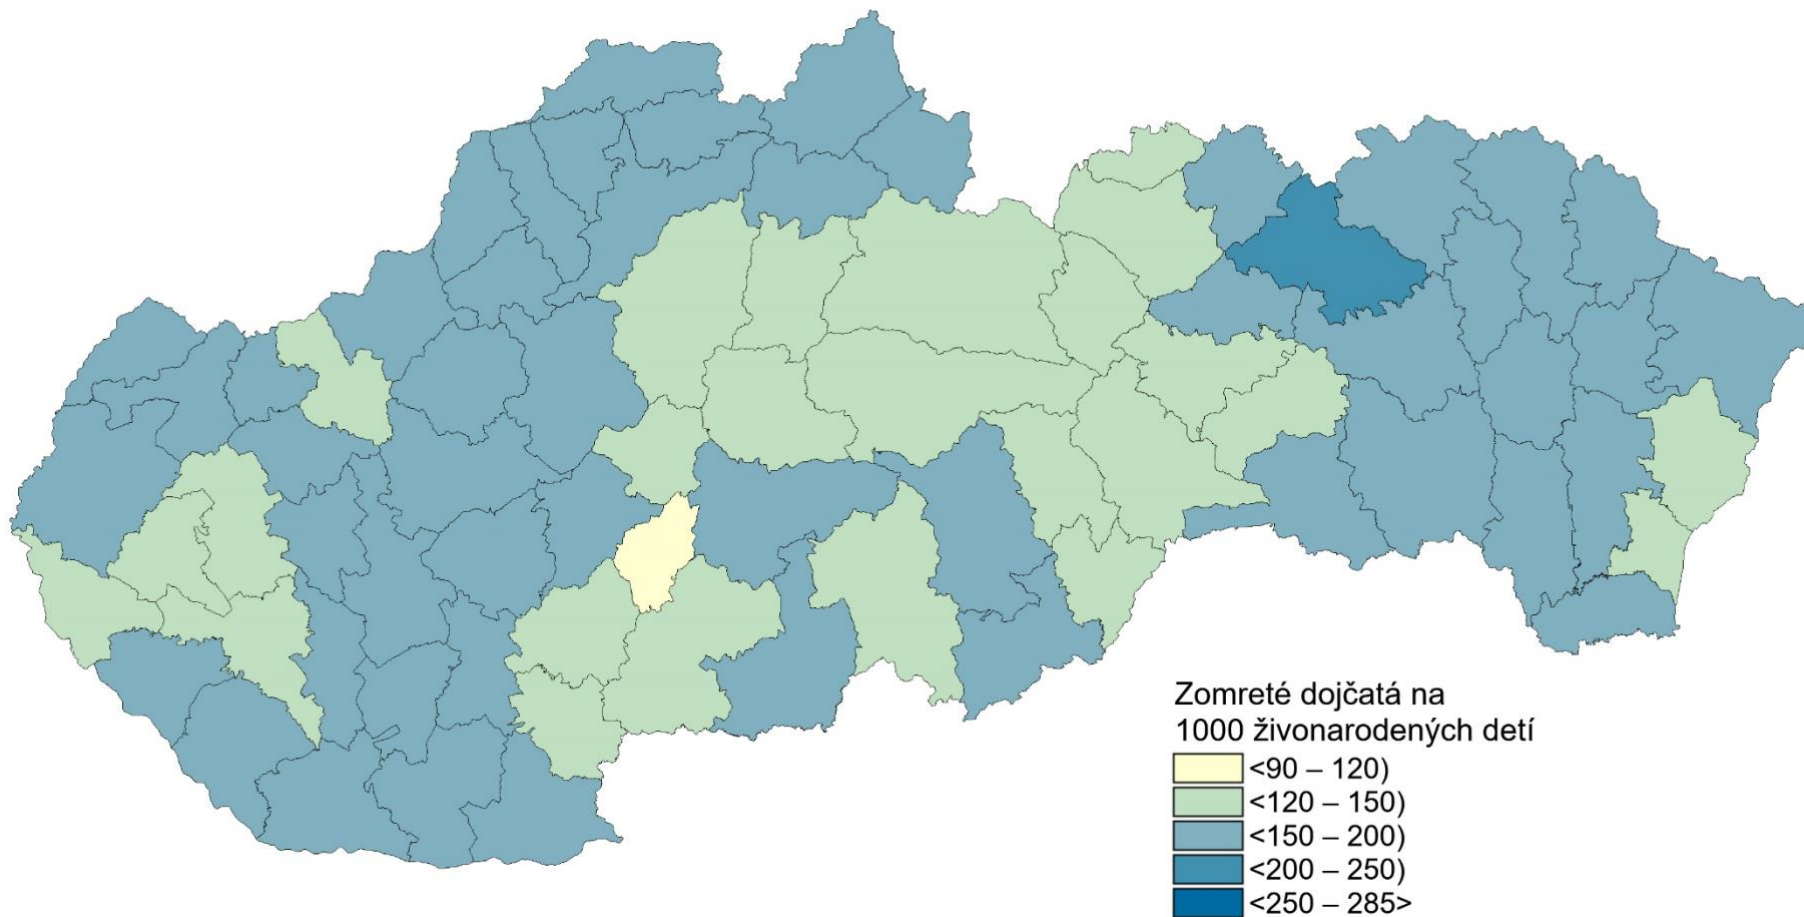 Zomreté dojčatá na
1000 živonarodených detí
<90 – 120)
<120 – 150)
<150 – 200)
<200 – 250)
<250 – 285>